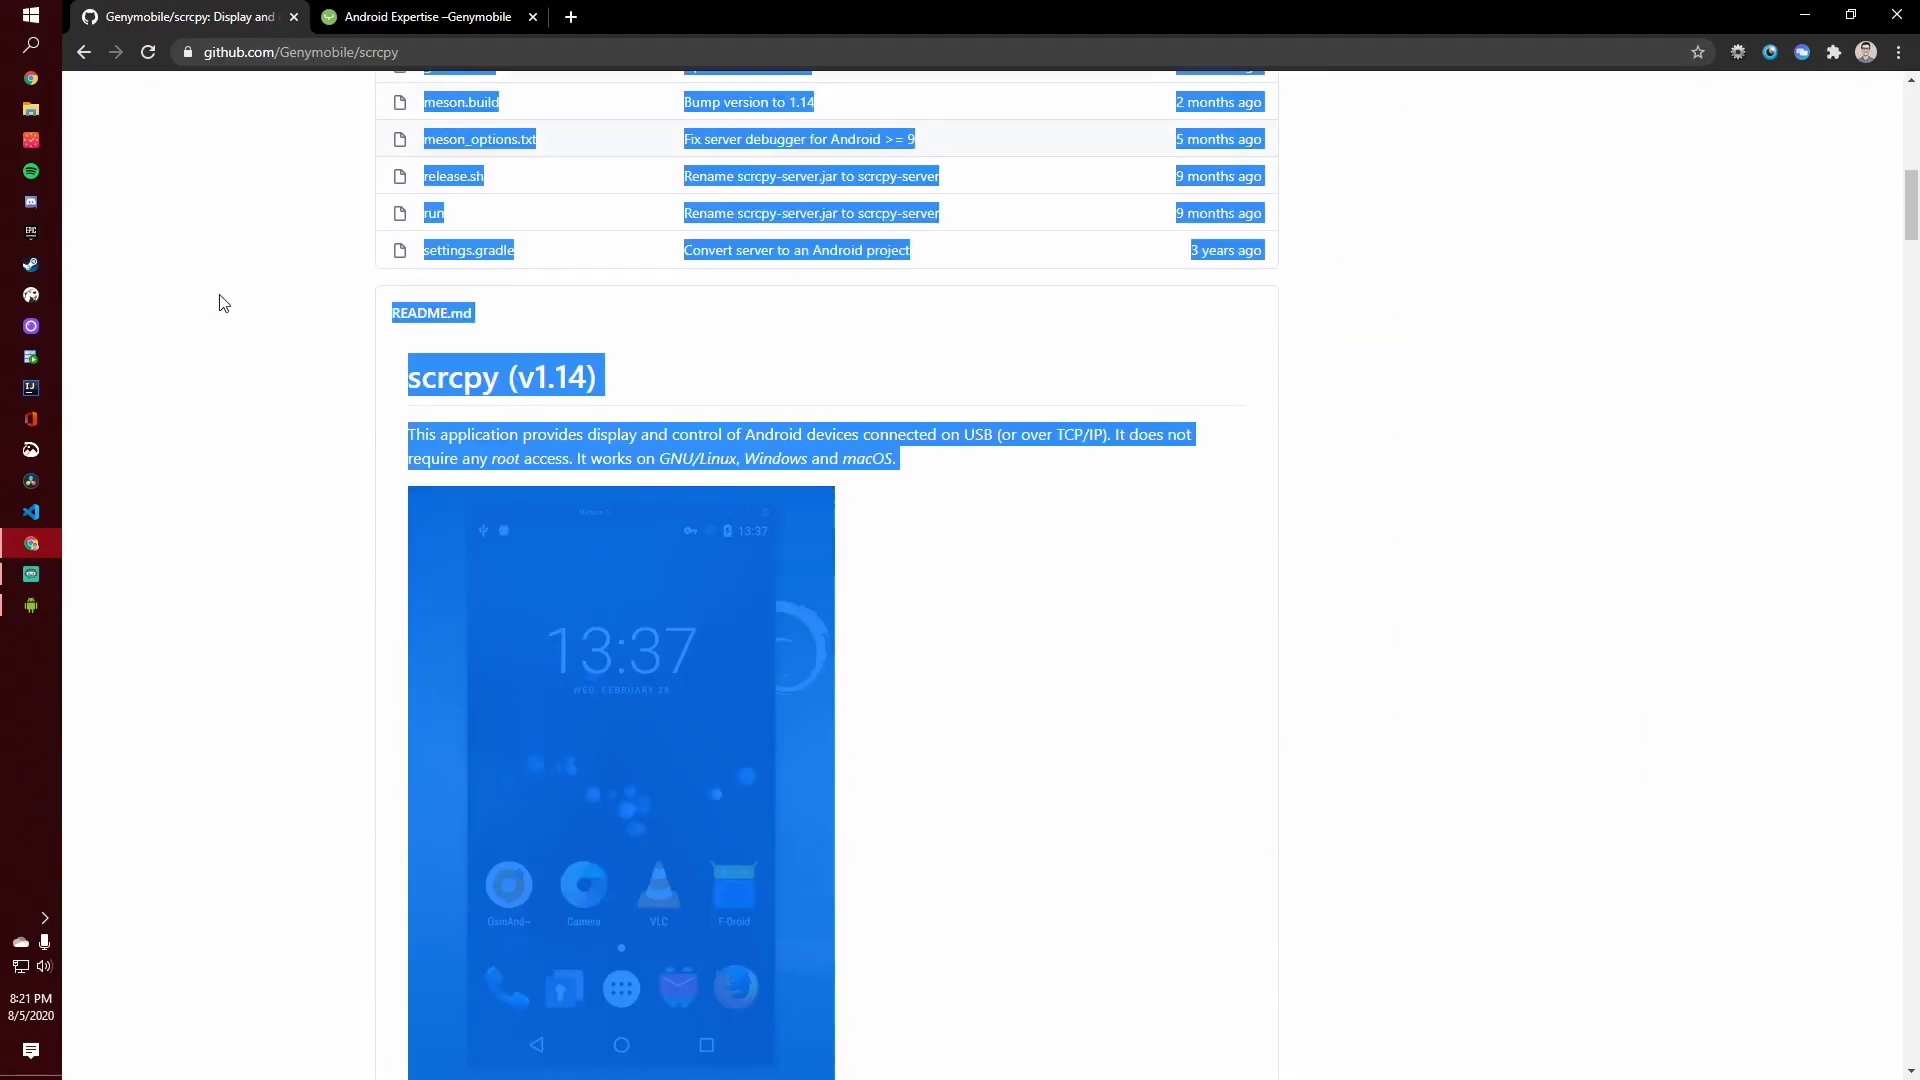 Genymobile/scrcpy: Display and
Android Expertise –Genymobile
github.com/Genymobile/scrcpy
meson.build Bump version to 1.14 2 months ago
meson_options.txt Fix server debugger for Android >= 9 5 months ago
release.sh Rename scrcpy-server.jar to scrcpy-server 9 months ago
run Rename scrcpy-server.jar to scrcpy-server 9 months ago
settings.gradle Convert server to an Android project 3 years ago
README.md
scrcpy (v1.14)
This application provides display and control of Android devices connected on USB (or over TCP/IP). It does not
require any root access. It works on GNU/Linux, Windows and macOS.
Nexus 5
13:37
13:37
WED, FEBRUARY 28
OsmAnd~ Camera VLC F-Droid
EPIC
IJ
8:21 PM
8/5/2020